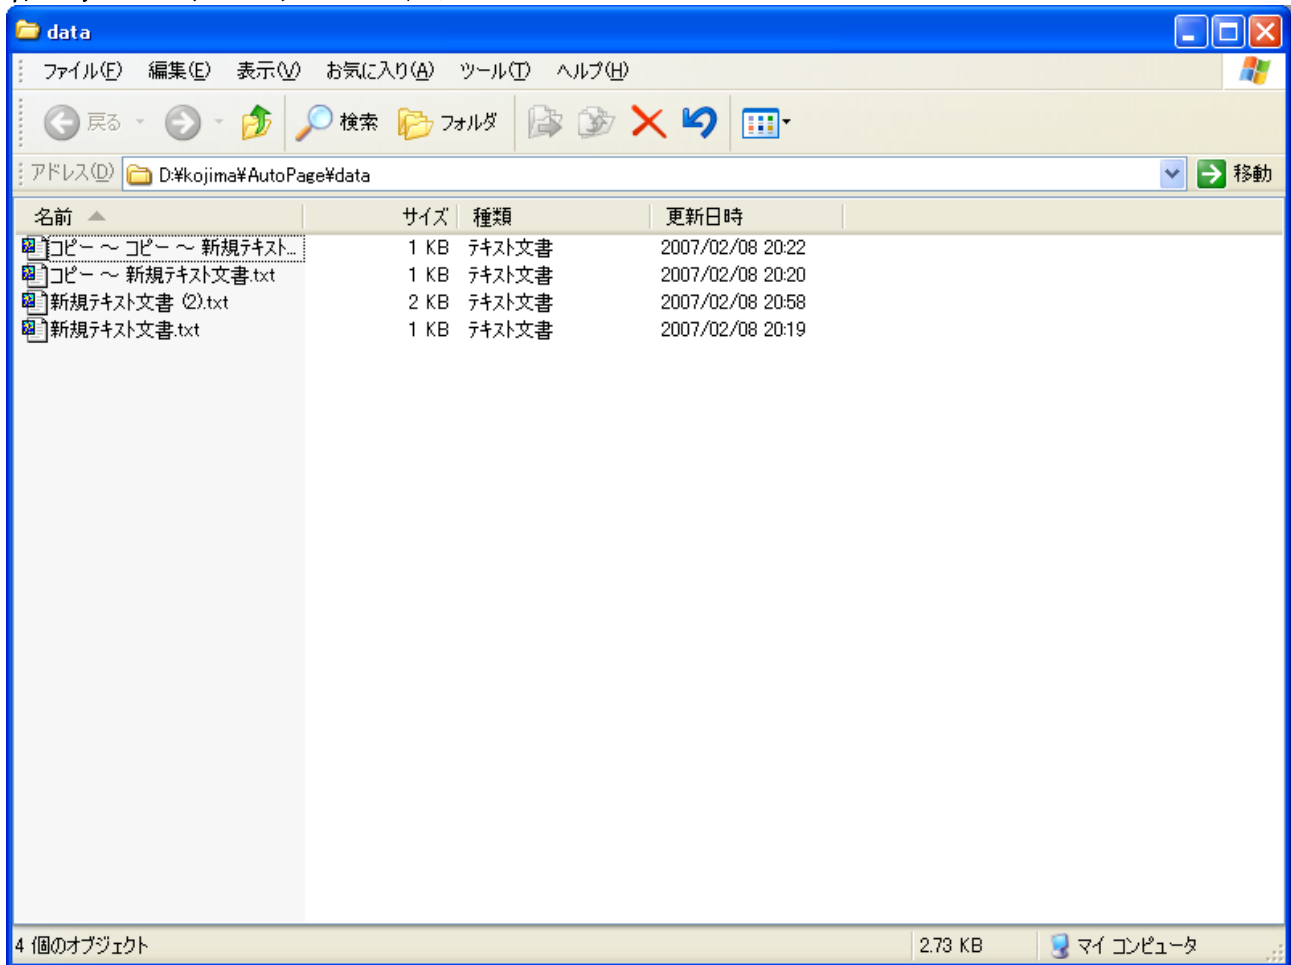 data
ファイル(F) 編集(E) 表示(V) お気に入り(A) ツール(T) ヘルプ(H)
戻る 検索 フォルダ
アドレス(D) D:¥kojima¥AutoPage¥data 移動
名前 サイズ 種類 更新日時
コピー ～ コピー ～ 新規テキスト... 1 KB テキスト文書 2007/02/08 20:22
コピー ～ 新規テキスト文書.txt 1 KB テキスト文書 2007/02/08 20:20
新規テキスト文書 (2).txt 2 KB テキスト文書 2007/02/08 20:58
新規テキスト文書.txt 1 KB テキスト文書 2007/02/08 20:19
4 個のオブジェクト 2.73 KB マイ コンピュータ